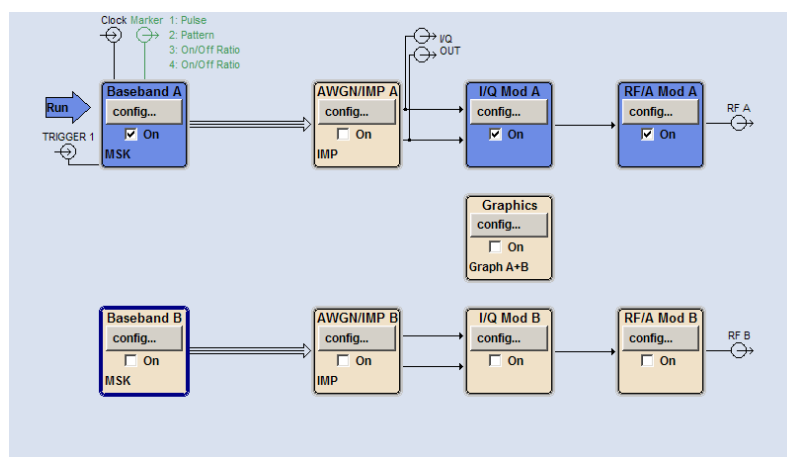 Clock Marker 1: Pulse
2: Pattern
3: On/Off Ratio
4: On/Off Ratio
I/Q
OUT
Run
TRIGGER 1
Baseband A
config...
On
MSK
AWGN/IMP A
config...
On
IMP
I/Q Mod A
config...
On
RF/A Mod A
config...
On
RF A
Graphics
config...
On
Graph A+B
Baseband B
config...
On
MSK
AWGN/IMP B
config...
On
IMP
I/Q Mod B
config...
On
RF/A Mod B
config...
On
RF B